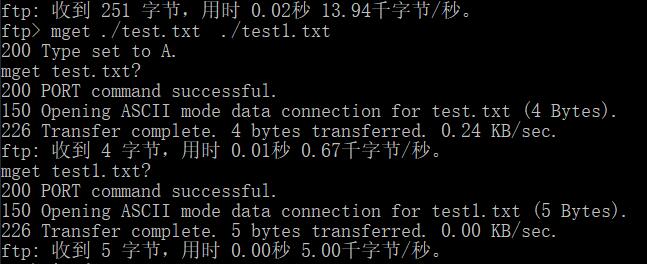 ftp: 收到 251 字节，用时 0.02秒 13.94千字节/秒。
ftp> mget ./test.txt  ./test1.txt
200 Type set to A.
mget test.txt?
200 PORT command successful.
150 Opening ASCII mode data connection for test.txt (4 Bytes).
226 Transfer complete. 4 bytes transferred. 0.24 KB/sec.
ftp: 收到 4 字节，用时 0.01秒 0.67千字节/秒。
mget test1.txt?
200 PORT command successful.
150 Opening ASCII mode data connection for test1.txt (5 Bytes).
226 Transfer complete. 5 bytes transferred. 0.00 KB/sec.
ftp: 收到 5 字节，用时 0.00秒 5.00千字节/秒。